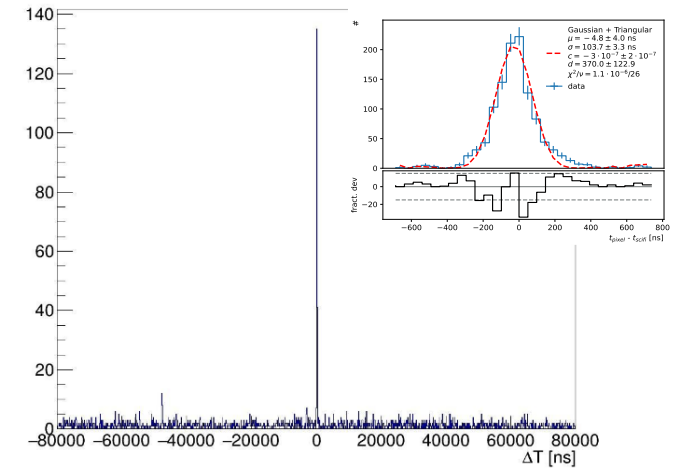 140
120
100
80
60
40
20
0
−80000 −60000 −40000 −20000 0 20000 40000 60000 80000
ΔT [ns]
#
200
150
100
50
0
Gaussian + Triangular
μ = − 4.8 ± 4.0 ns
σ = 103.7 ± 3.3 ns
c = − 3 · 10⁻⁷ ± 2 · 10⁻⁷
d = 370.0 ± 122.9
χ²/ν = 1.1 · 10⁻⁶/26
data
fract. dev
0
−20
−600 −400 −200 0 200 400 600 800
t_pixel - t_scifi [ns]